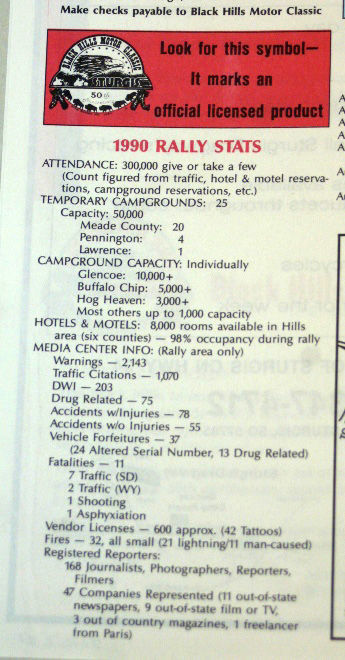 Make checks payable to Black Hills Motor Classic
BLACK HILLS MOTOR CLASSIC
STURGIS
50
Look for this symbol—
It marks an
official licensed product
1990 RALLY STATS
ATTENDANCE: 300,000 give or take a few
(Count figured from traffic, hotel & motel reserva-
tions, campground reservations, etc.)
TEMPORARY CAMPGROUNDS: 25
Capacity: 50,000
Meade County: 20
Pennington: 4
Lawrence: 1
CAMPGROUND CAPACITY: Individually
Glencoe: 10,000+
Buffalo Chip: 5,000+
Hog Heaven: 3,000+
Most others up to 1,000 capacity
HOTELS & MOTELS: 8,000 rooms available in Hills
area (six counties) — 98% occupancy during rally
MEDIA CENTER INFO: (Rally area only)
Warnings — 2,143
Traffic Citations — 1,070
DWI — 203
Drug Related — 75
Accidents w/Injuries — 78
Accidents w/o Injuries — 55
Vehicle Forfeitures — 37
(24 Altered Serial Number, 13 Drug Related)
Fatalities — 11
7 Traffic (SD)
2 Traffic (WY)
1 Shooting
1 Asphyxiation
Vendor Licenses — 600 approx. (42 Tattoos)
Fires — 32, all small (21 lightning/11 man-caused)
Registered Reporters:
168 Journalists, Photographers, Reporters,
Filmers
47 Companies Represented (11 out-of-state
newspapers, 9 out-of-state film or TV,
3 out of country magazines, 1 freelancer
from Paris)